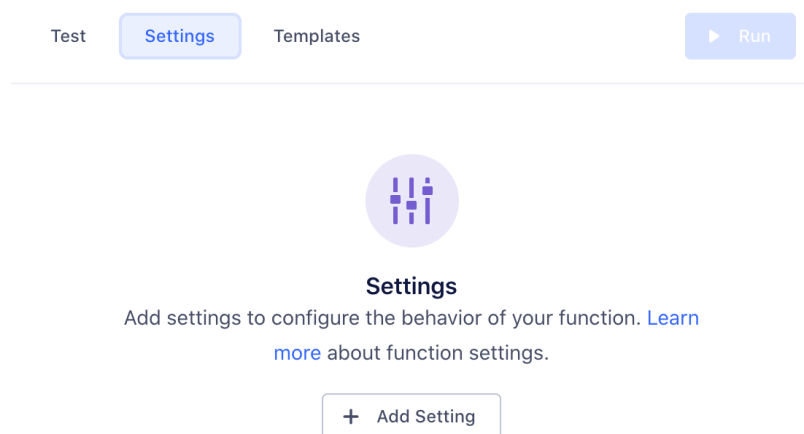 Test Settings Templates Run
Settings
Add settings to configure the behavior of your function. Learn
more about function settings.
Add Setting